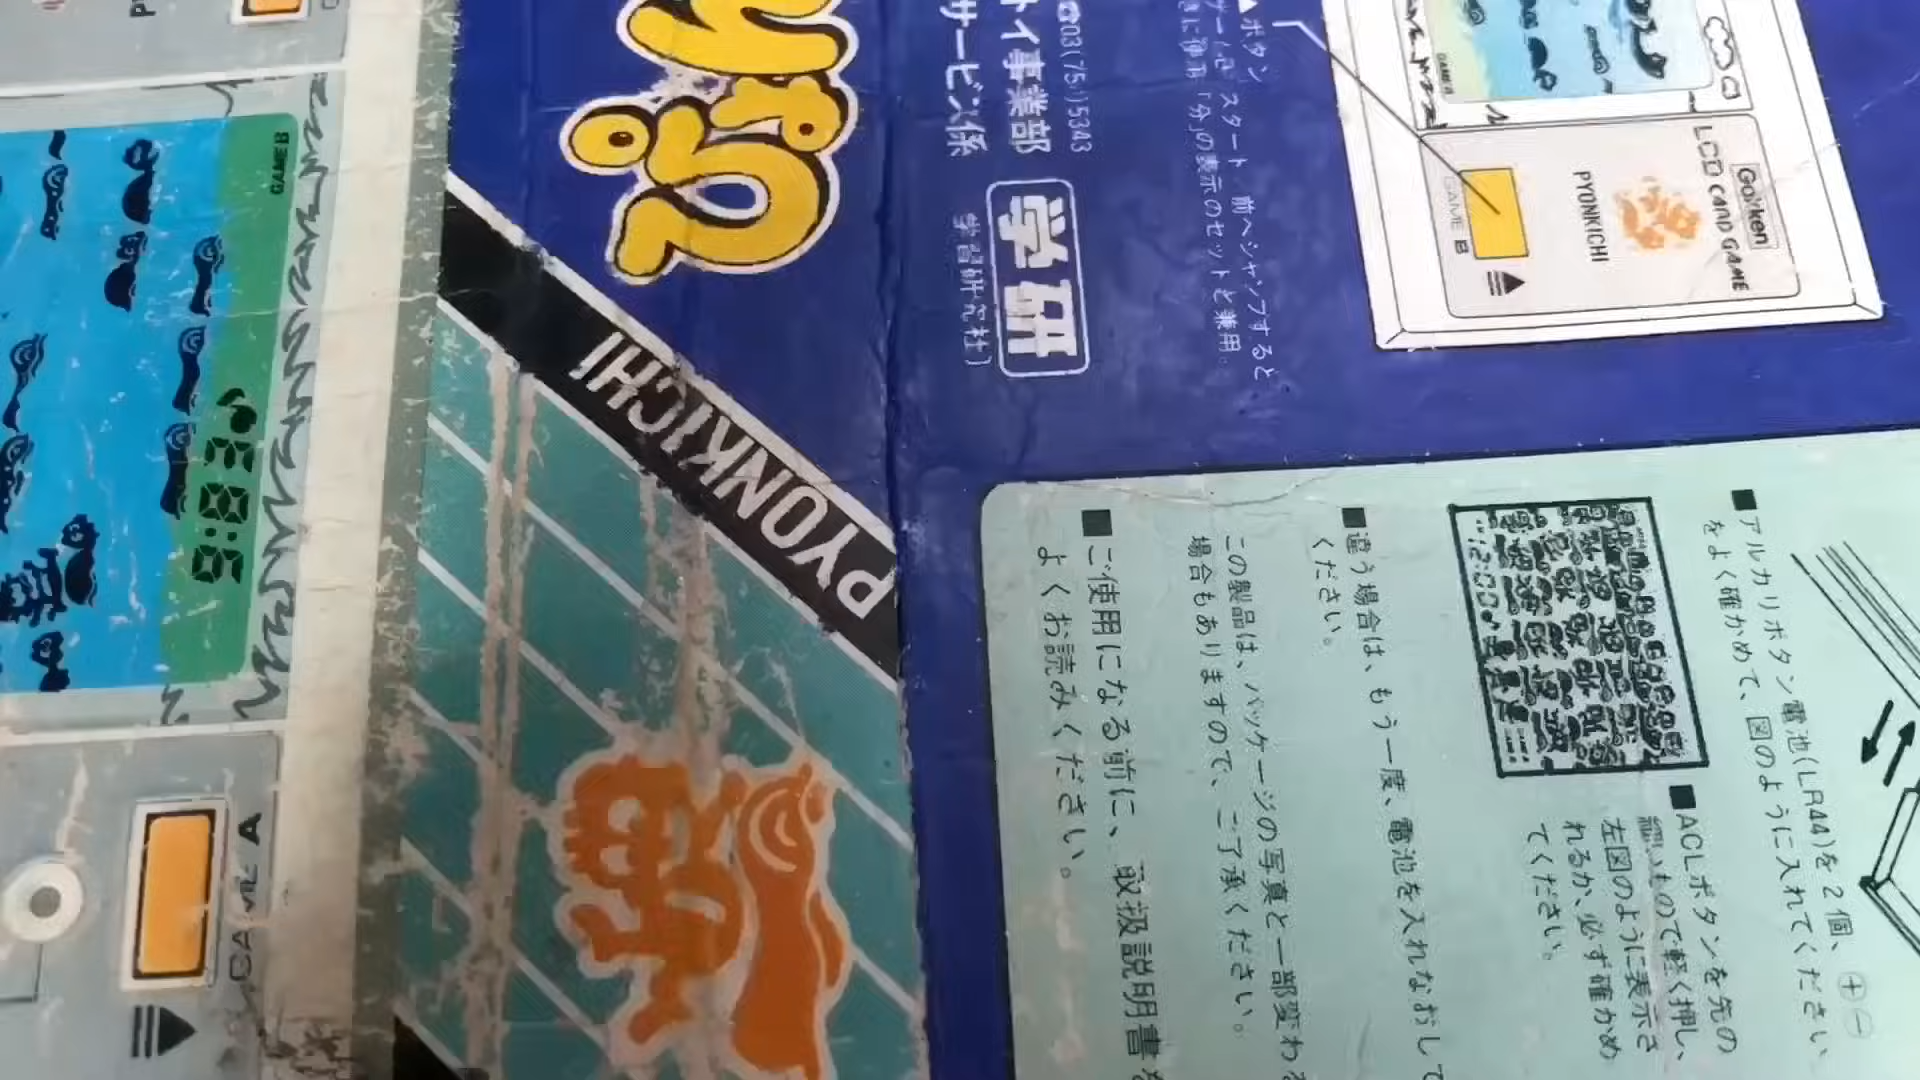 GAME B
9:03
GAME A
PYONKICHI
☎03(751)5343
トイ事業部
サービス係
学研
学習研究社
▲ボタン スタート 前へジャンプすると
「分」の表示のセットと兼用
Gakken
LCD CARD GAME
PYONKICHI
GAME B
GAME B
■アルカリボタン電池(LR44)を2個、⊕⊖
をよく確かめて、図のように入れてください
■ACLボタンを先の
細いもので軽く押し、
左図のように表示さ
れるか、必ず確かめ
てください。
12:00
■違う場合は、もう一度、電池を入れなおして
ください。
この製品は、パッケージの写真と一部変わる
場合もありますので、ご了承ください。
■ご使用になる前に、取扱説明書を
よくお読みください。